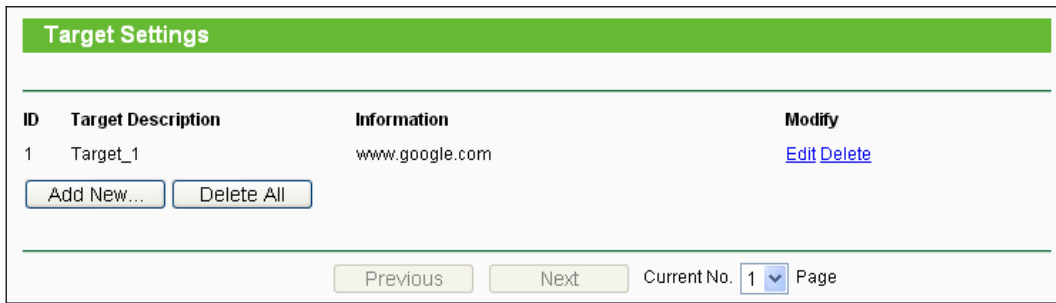 Target Settings
ID Target Description Information Modify
1 Target_1 www.google.com Edit Delete
Add New... Delete All
Previous Next Current No. 1 Page